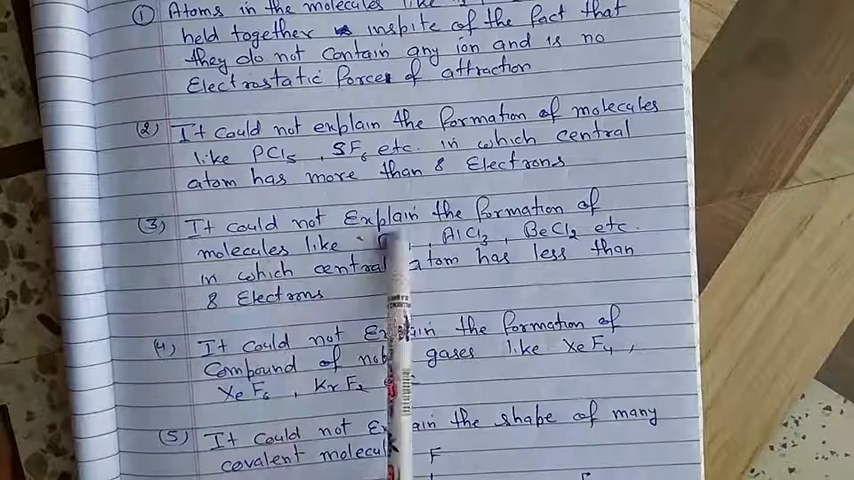 (1) Atoms in the molecules like
held together inspite of the fact that
they do not contain any ion and is no
Electrostatic force of attraction
(2) It could not explain the formation of molecules
like PCl5 , SF6 etc. in which central
atom has more than 8 Electrons
(3) It could not Explain the formation of
molecules like , AlCl3 , BeCl2 etc.
in which central atom has less than
8 Electrons
(4) It could not the formation of
Compound of gases like XeF4 ,
XeF6 , KrF2
(5) It could not the shape of many
covalent F
F